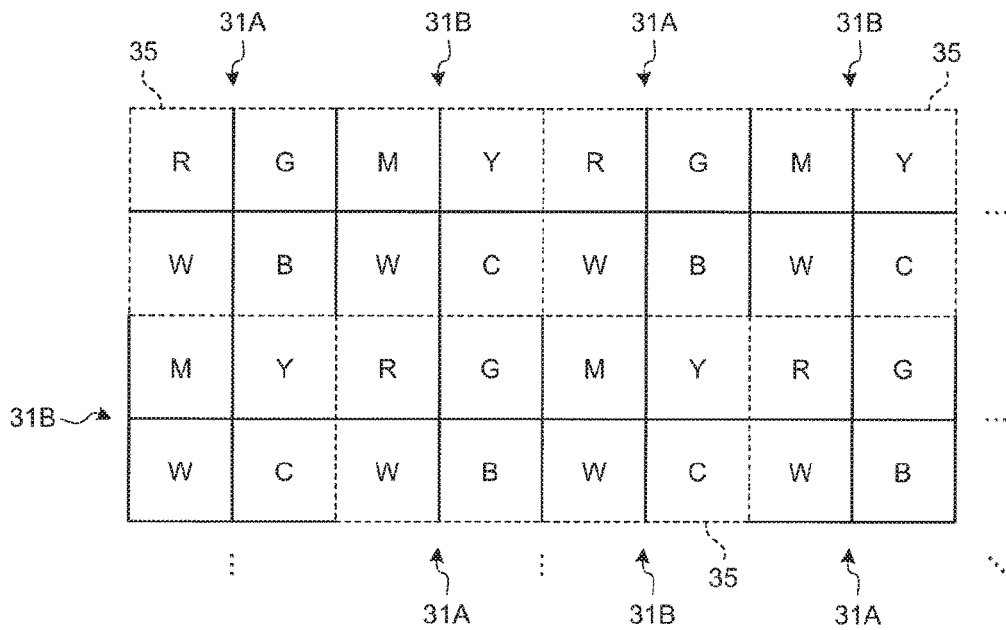 31A 31B 31A 31B
35 35
R G M Y R G M Y
W B W C W B W C ...
M Y R G M Y R G
31B
W C W B W C W B ...
35
31A 31B 31A